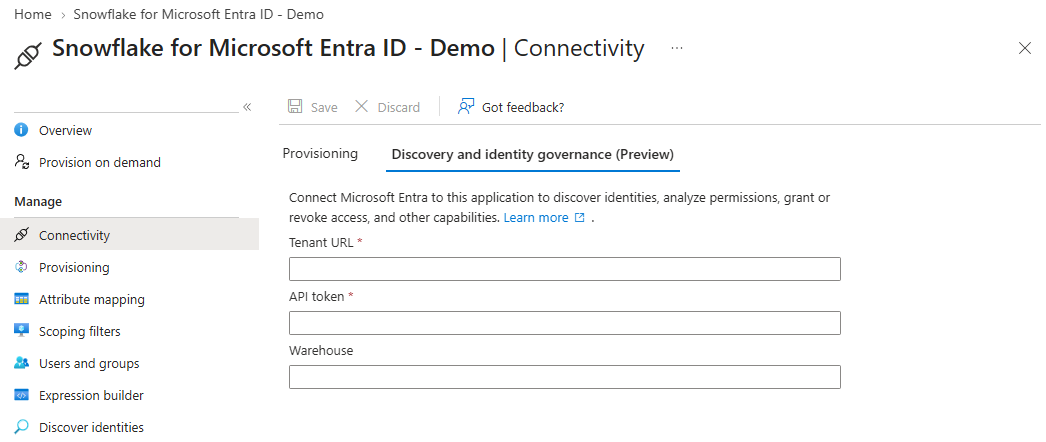 Home > Snowflake for Microsoft Entra ID - Demo
Snowflake for Microsoft Entra ID - Demo | Connectivity ...
«
Overview
Provision on demand
Manage
Connectivity
Provisioning
Attribute mapping
Scoping filters
Users and groups
Expression builder
Discover identities
Save Discard Got feedback?
Provisioning Discovery and identity governance (Preview)
Connect Microsoft Entra to this application to discover identities, analyze permissions, grant or
revoke access, and other capabilities. Learn more .
Tenant URL *
API token *
Warehouse